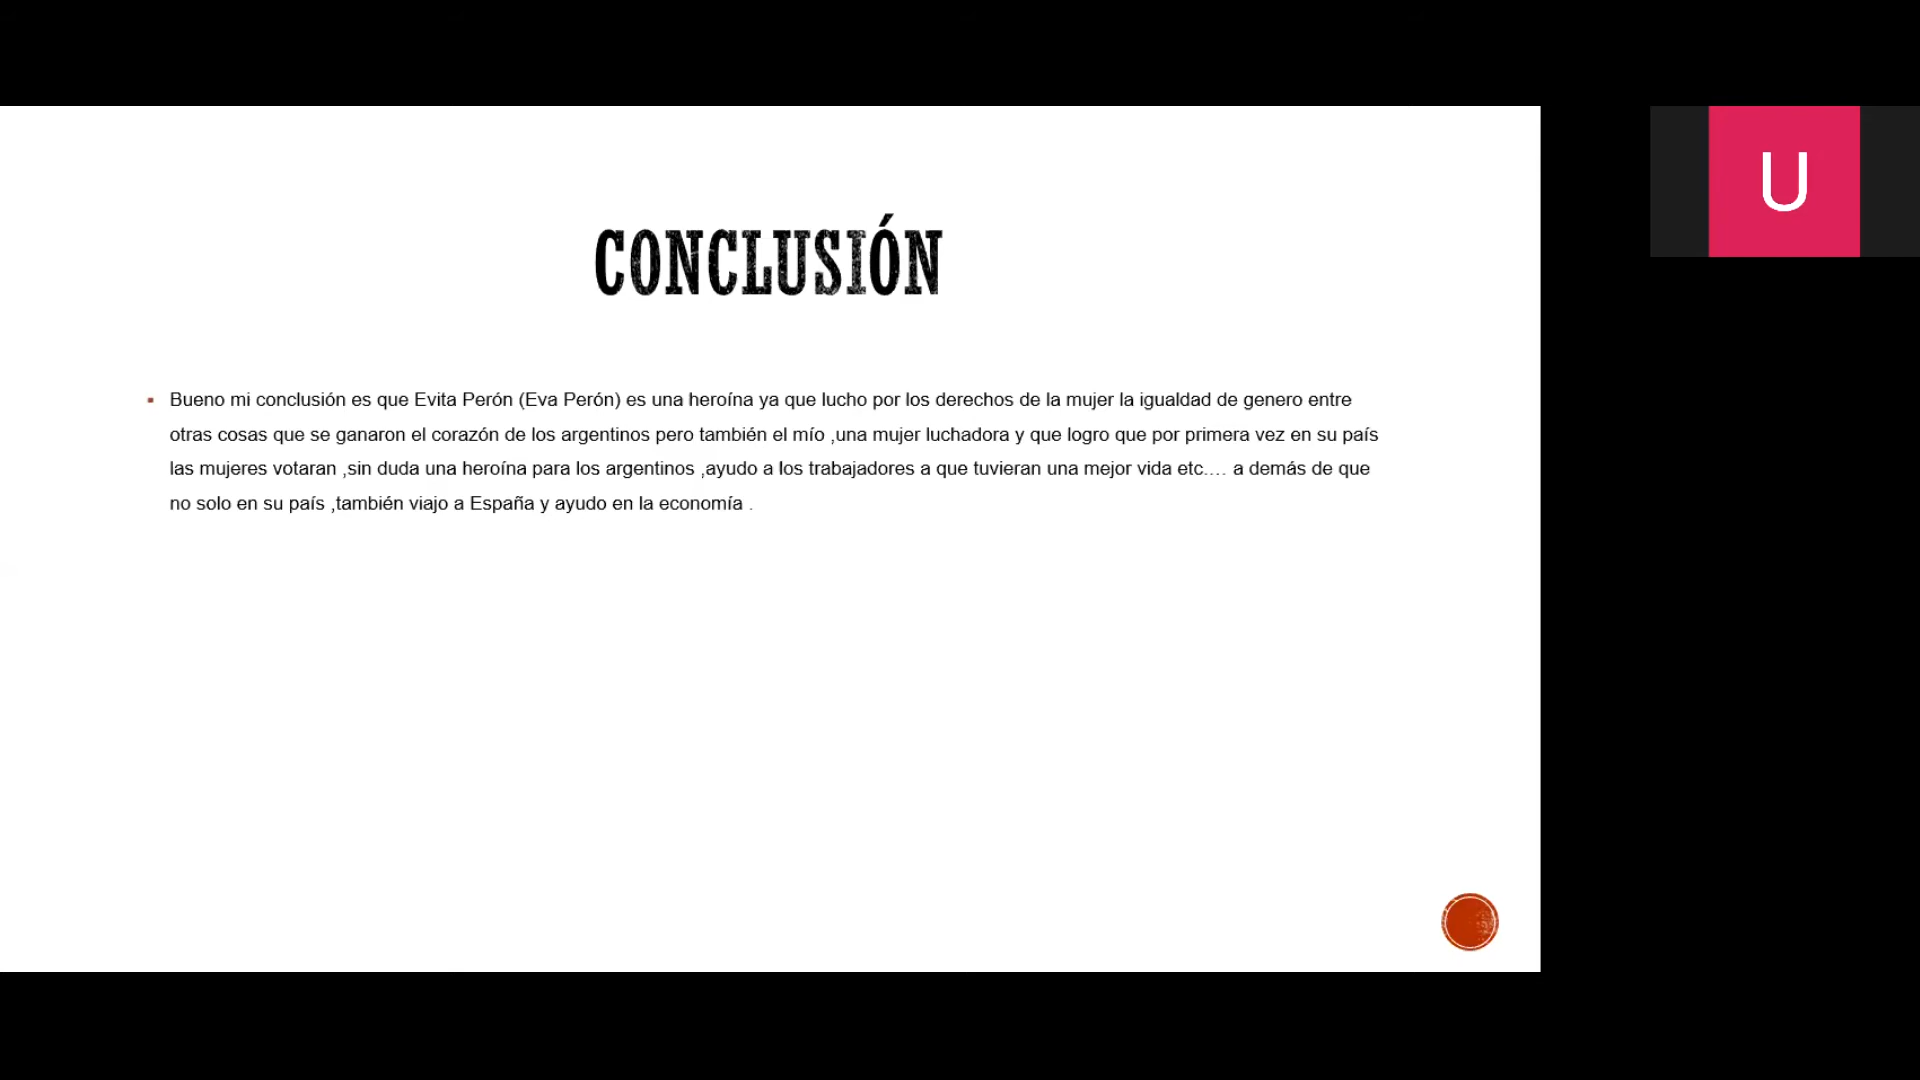 CONCLUSIÓN
Bueno mi conclusión es que Evita Perón (Eva Perón) es una heroína ya que lucho por los derechos de la mujer la igualdad de genero entre
otras cosas que se ganaron el corazón de los argentinos pero también el mío ,una mujer luchadora y que logro que por primera vez en su país
las mujeres votaran ,sin duda una heroína para los argentinos ,ayudo a los trabajadores a que tuvieran una mejor vida etc.… a demás de que
no solo en su país ,también viajo a España y ayudo en la economía .
U